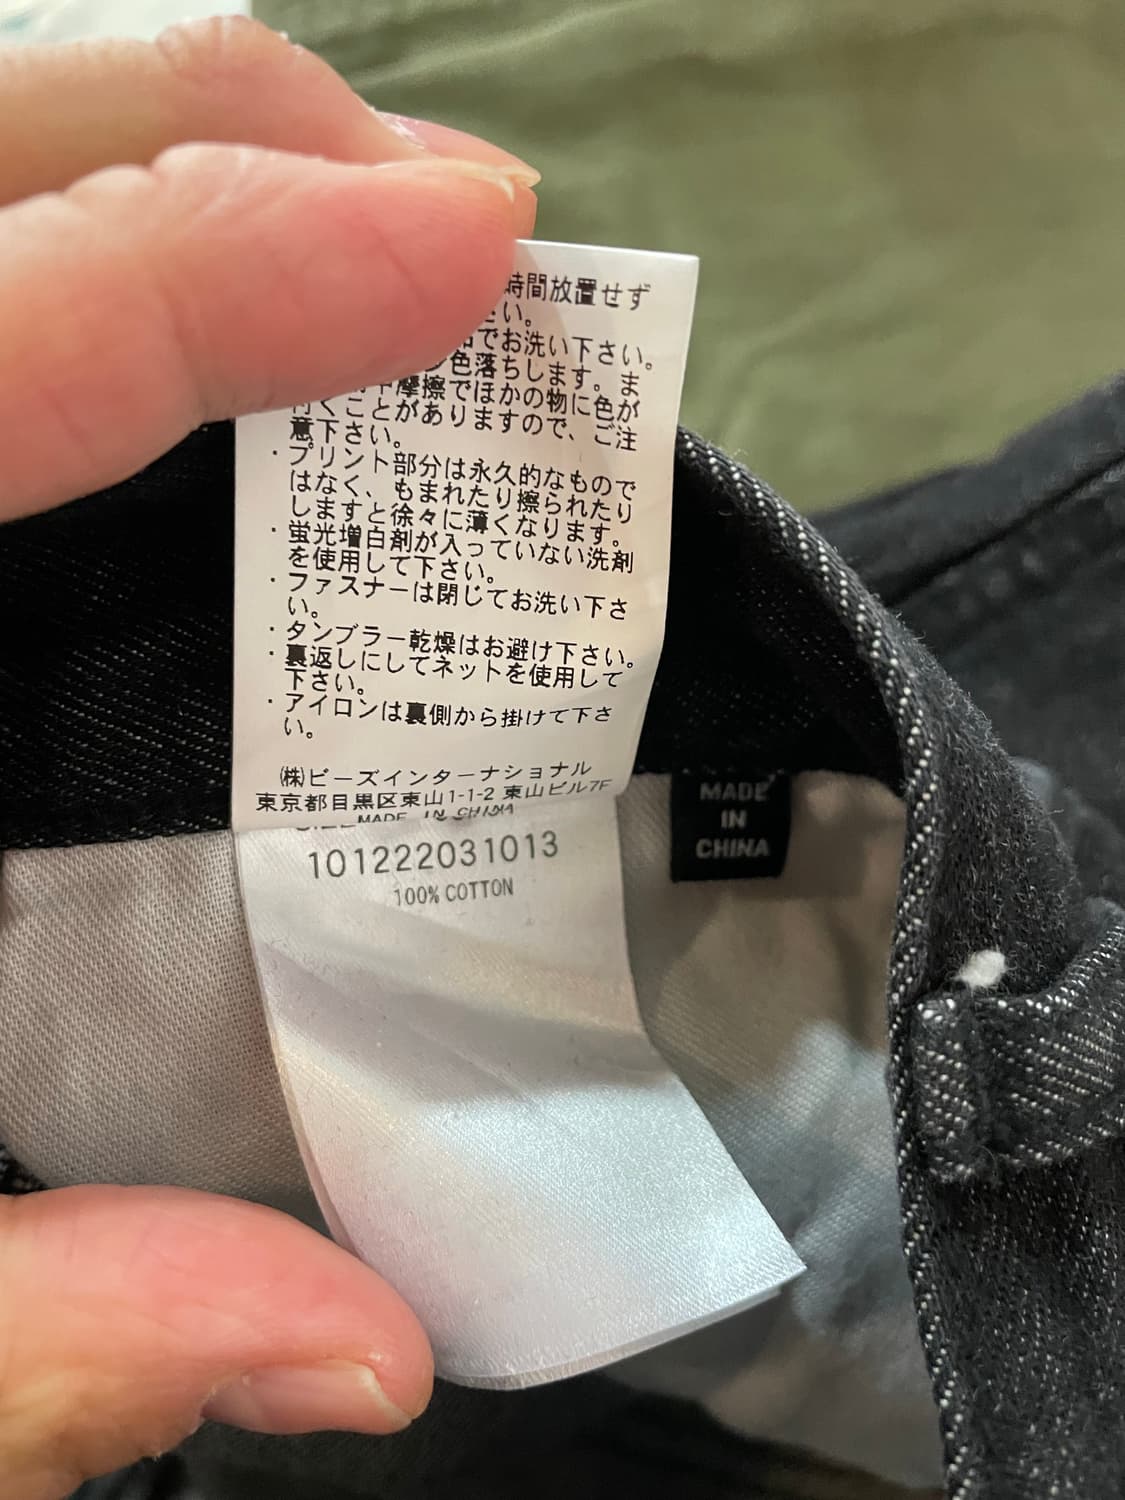 時間放置せず
さい。
でお洗い下さい。
色落ちします。ま
摩擦でほかの物に色が
付くことがありますので、ご注
意下さい。
・プリント部分は永久的なもので
はなく、もまれたり擦られたり
しますと徐々に薄くなります。
・蛍光増白剤が入っていない洗剤
を使用して下さい。
・ファスナーは閉じてお洗い下さ
い。
・タンブラー乾燥はお避け下さい。
・裏返しにしてネットを使用して
下さい。
・アイロンは裏側から掛けて下さ
い。
㈱ビーズインターナショナル
東京都目黒区東山1-1-2 東山ビル7F
MADE IN CHINA
101222031013
100% COTTON
MADE
IN
CHINA